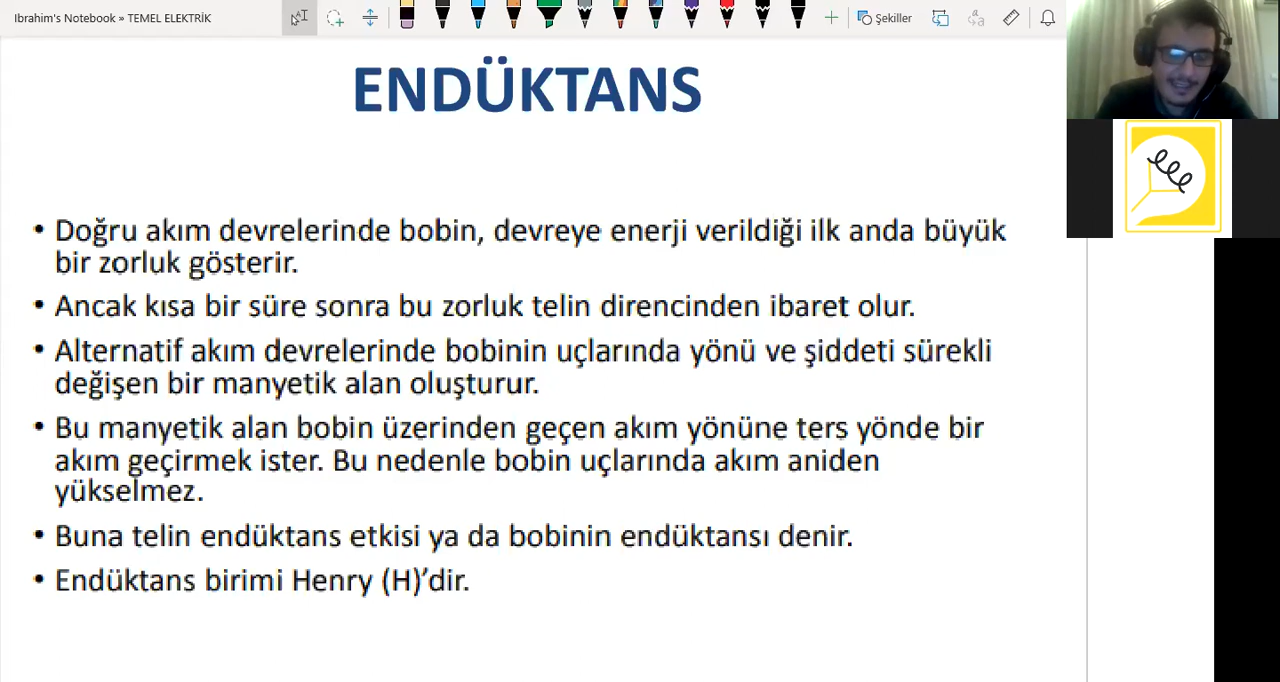 Ibrahim's Notebook » TEMEL ELEKTRİK
Şekiller
ENDÜKTANS
• Doğru akım devrelerinde bobin, devreye enerji verildiği ilk anda büyük
bir zorluk gösterir.
• Ancak kısa bir süre sonra bu zorluk telin direncinden ibaret olur.
• Alternatif akım devrelerinde bobinin uçlarında yönü ve şiddeti sürekli
değişen bir manyetik alan oluşturur.
• Bu manyetik alan bobin üzerinden geçen akım yönüne ters yönde bir
akım geçirmek ister. Bu nedenle bobin uçlarında akım aniden
yükselmez.
• Buna telin endüktans etkisi ya da bobinin endüktansı denir.
• Endüktans birimi Henry (H)’dir.